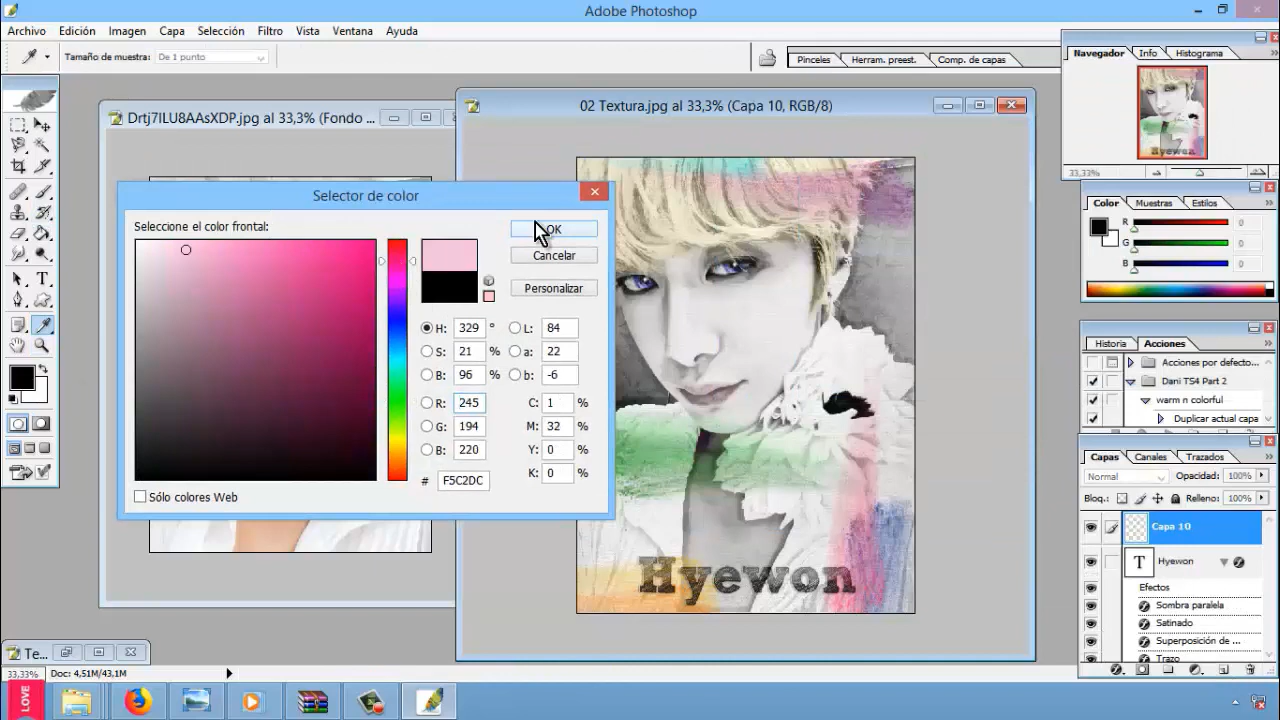 Adobe Photoshop
Archivo Edición Imagen Capa Selección Filtro Vista Ventana Ayuda
Tamaño de muestra: De 1 punto
Pinceles Herram. preest. Comp. de capas
Navegador Info Histograma
33,33%
Drtj7ILU8AAsXDP.jpg al 33,3% (Fondo ...
02 Textura.jpg al 33,3% (Capa 10, RGB/8)
Selector de color
Seleccione el color frontal:
OK
Cancelar
Personalizar
H: 329 º L: 84
S: 21 % a: 22
B: 96 % b: -6
R: 245 C: 1 %
G: 194 M: 32 %
B: 220 Y: 0 %
# F5C2DC K: 0 %
Sólo colores Web
Hyewon
Color Muestras Estilos
R 0
G 0
B 0
Historia Acciones
Acciones por defecto...
Dani TS4 Part 2
warm n colorful
Duplicar actual capa
Capas Canales Trazados
Normal Opacidad: 100%
Bloq.: Relleno: 100%
Capa 10
T Hyewon
Efectos
Sombra paralela
Satinado
Superposición de ...
Trazo
Te...
33,33% Doc: 4,51M/43,1M
LOVE